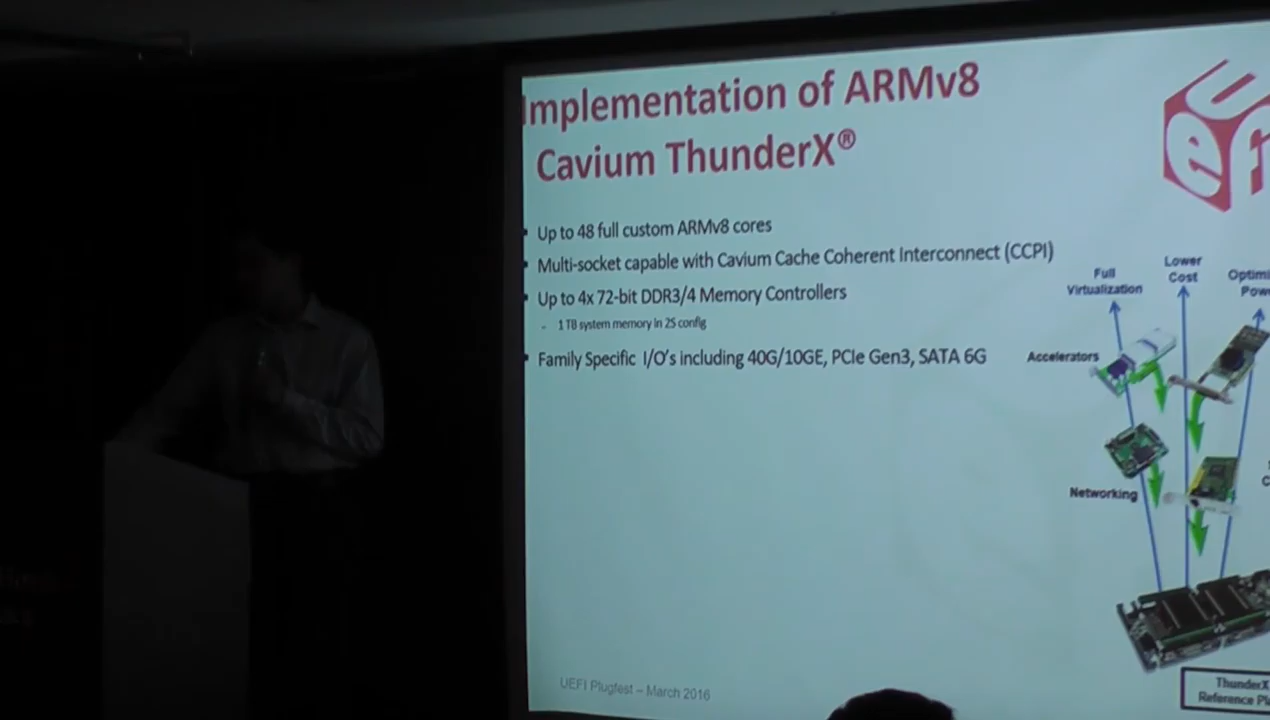 Implementation of ARMv8
Cavium ThunderX®
Up to 48 full custom ARMv8 cores
Multi-socket capable with Cavium Cache Coherent Interconnect (CCPI)
Up to 4x 72-bit DDR3/4 Memory Controllers
- 1 TB system memory in 2S config
Family Specific I/O's including 40G/10GE, PCIe Gen3, SATA 6G
Full
Virtualization
Lower
Cost
Accelerators
Networking
ThunderX
Reference
UEFI Plugfest – March 2016